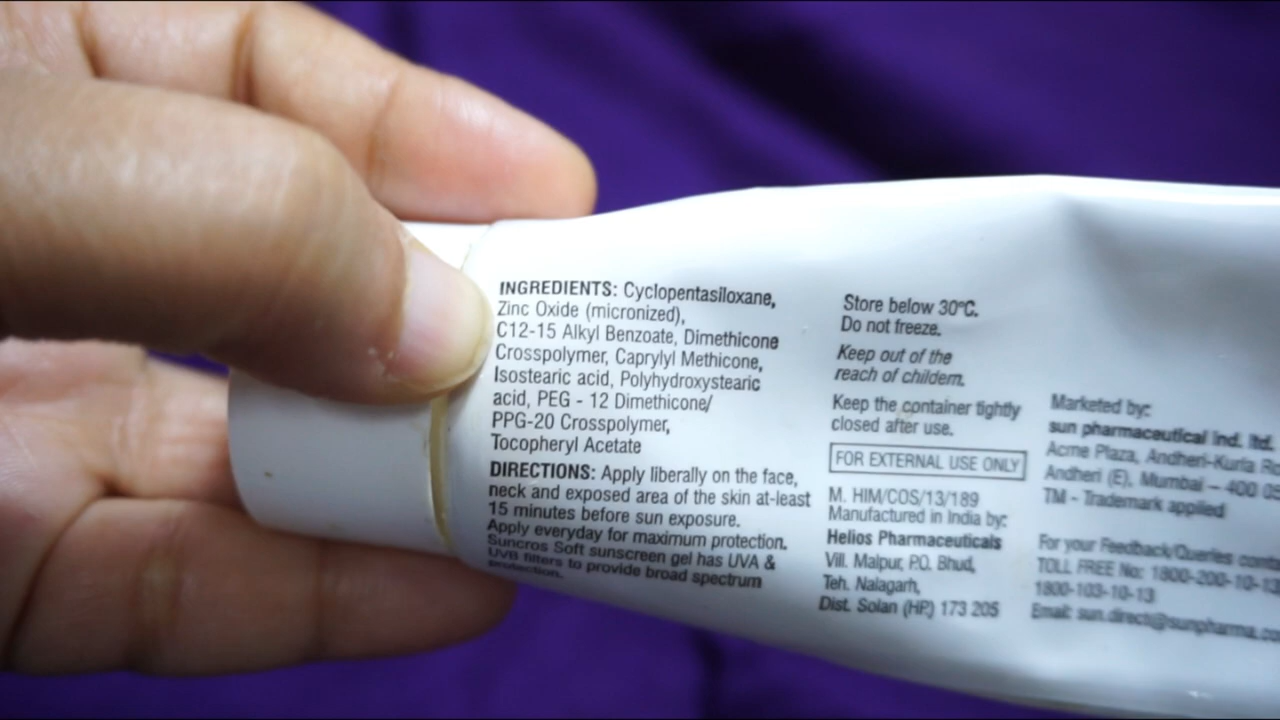 INGREDIENTS: Cyclopentasiloxane,
Zinc Oxide (micronized),
C12-15 Alkyl Benzoate, Dimethicone
Crosspolymer, Caprylyl Methicone,
Isostearic acid, Polyhydroxystearic
acid, PEG - 12 Dimethicone/
PPG-20 Crosspolymer,
Tocopheryl Acetate
DIRECTIONS: Apply liberally on the face,
neck and exposed area of the skin at-least
15 minutes before sun exposure.
Apply everyday for maximum protection.
Suncros Soft sunscreen gel has UVA &
UVB filters to provide broad spectrum
protection.
Store below 30°C.
Do not freeze.
Keep out of the
reach of childern.
Keep the container tightly
closed after use.
FOR EXTERNAL USE ONLY
M. HIM/COS/13/189
Manufactured in India by:
Helios Pharmaceuticals
Vill. Malpur, P.O. Bhud,
Teh. Nalagarh,
Dist. Solan (HP) 173 205
Marketed by:
sun pharmaceutical ind. ltd.
Acme Plaza, Andheri-Kurla
Andheri (E), Mumbai – 400
TM - Trademark applied
For your Feedback/Queries
TOLL FREE No: 1800-200-10-13
1800-103-10-13
Email: sun.direct@sunpharma.co